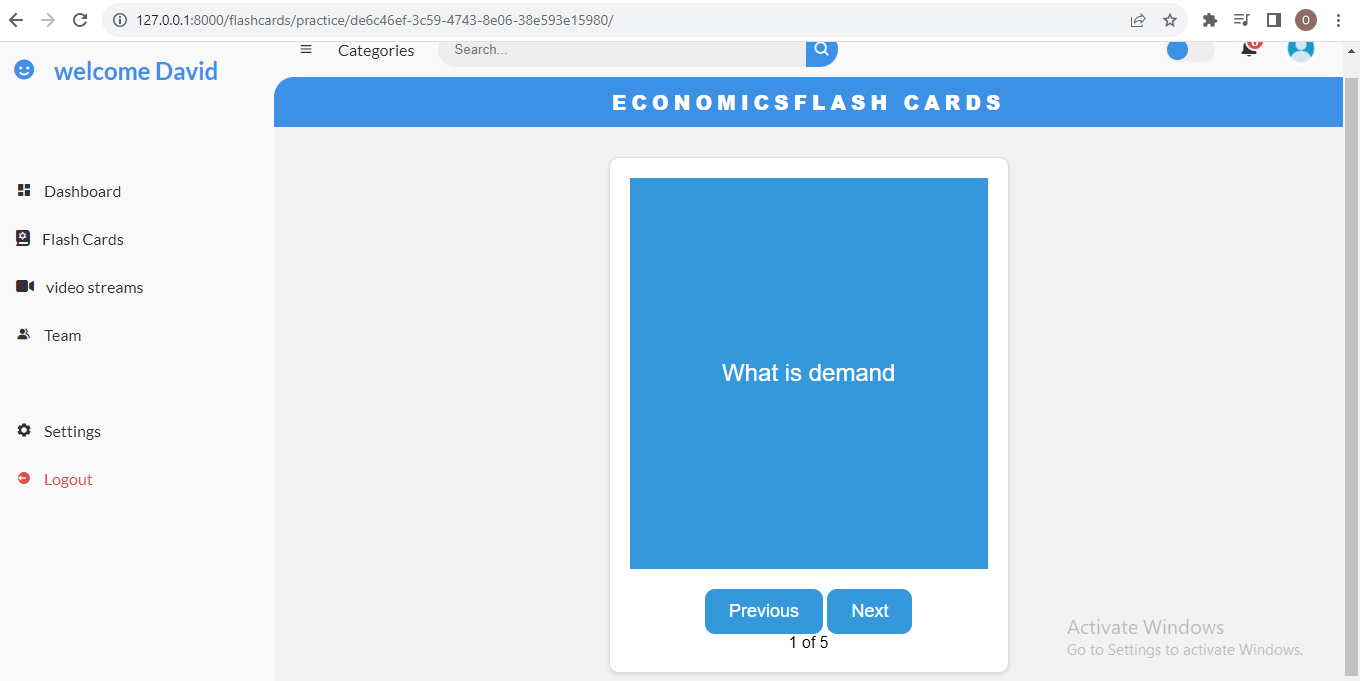 127.0.0.1:8000/flashcards/practice/de6c46ef-3c59-4743-8e06-38e593e15980/
O
welcome David
Categories
Search...
ECONOMICSFLASH CARDS
Dashboard
Flash Cards
video streams
Team
Settings
Logout
What is demand
Previous
Next
1 of 5
Activate Windows
Go to Settings to activate Windows.